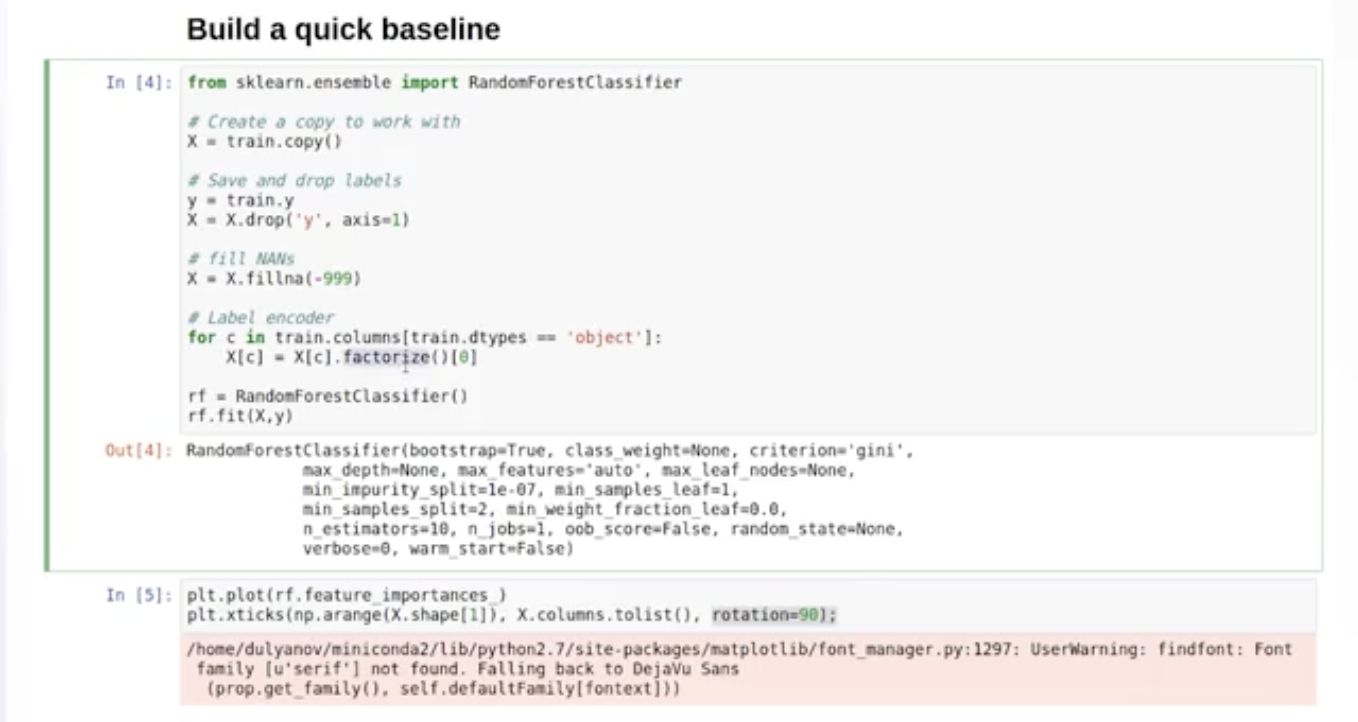 Build a quick baseline
In [4]: from sklearn.ensemble import RandomForestClassifier
# Create a copy to work with
X = train.copy()
# Save and drop labels
y = train.y
X = X.drop('y', axis=1)
# fill NANs
X = X.fillna(-999)
# Label encoder
for c in train.columns[train.dtypes == 'object']:
    X[c] = X[c].factorize()[0]
rf = RandomForestClassifier()
rf.fit(X,y)
Out[4]: RandomForestClassifier(bootstrap=True, class_weight=None, criterion='gini',
            max_depth=None, max_features='auto', max_leaf_nodes=None,
            min_impurity_split=1e-07, min_samples_leaf=1,
            min_samples_split=2, min_weight_fraction_leaf=0.0,
            n_estimators=10, n_jobs=1, oob_score=False, random_state=None,
            verbose=0, warm_start=False)
In [5]: plt.plot(rf.feature_importances_)
plt.xticks(np.arange(X.shape[1]), X.columns.tolist(), rotation=90);
/home/dulyanov/miniconda2/lib/python2.7/site-packages/matplotlib/font_manager.py:1297: UserWarning: findfont: Font
family [u'serif'] not found. Falling back to DejaVu Sans
  (prop.get_family(), self.defaultFamily[fontext]))